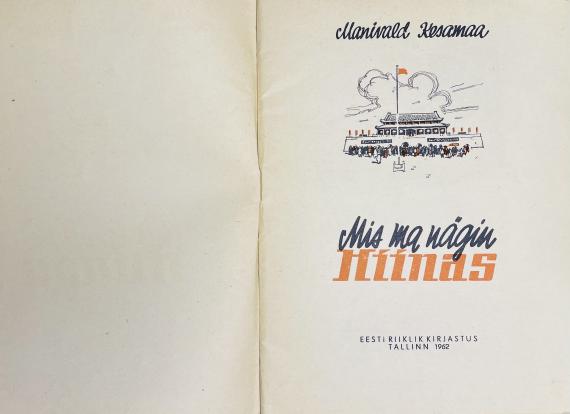 Manivald Kesamaa
Mis ma nägin
Hiinas
EESTI RIIKLIK KIRJASTUS
TALLINN 1962